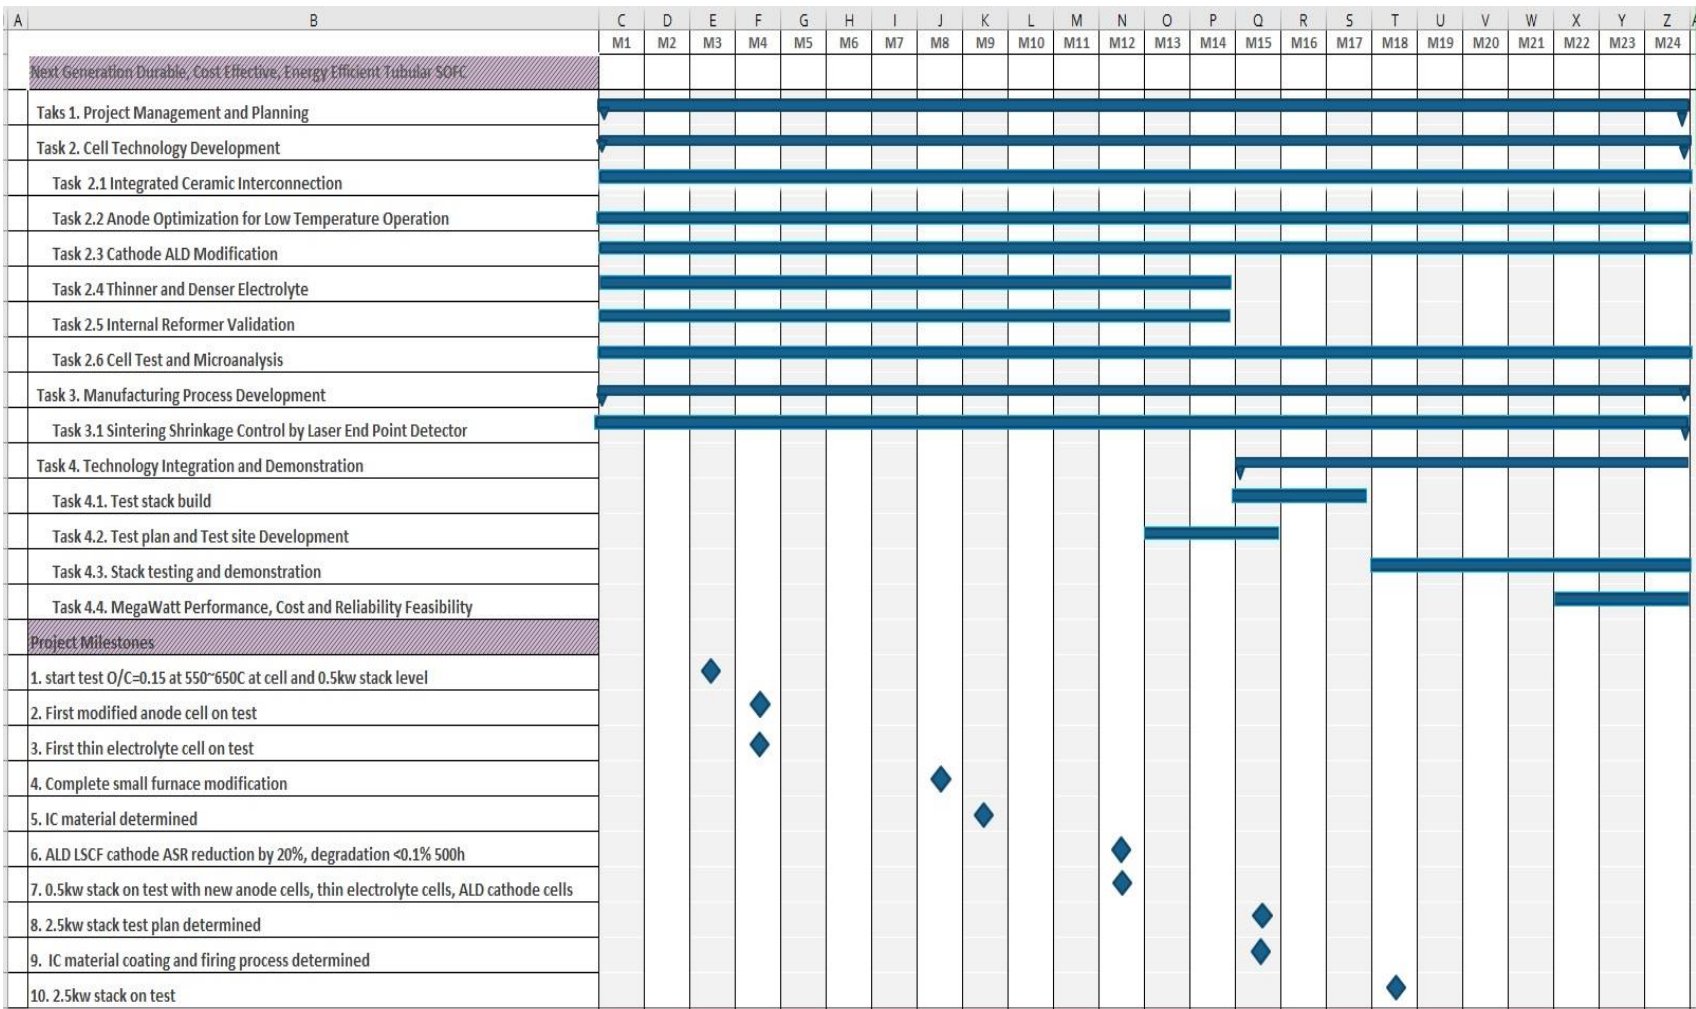 A B C D E F G H I J K L M N O P Q R S T U V W X Y Z
M1 M2 M3 M4 M5 M6 M7 M8 M9 M10 M11 M12 M13 M14 M15 M16 M17 M18 M19 M20 M21 M22 M23 M24
Next Generation Durable, Cost Effective, Energy Efficient Tubular SOFC
Taks 1. Project Management and Planning
Task 2. Cell Technology Development
Task 2.1 Integrated Ceramic Interconnection
Task 2.2 Anode Optimization for Low Temperature Operation
Task 2.3 Cathode ALD Modification
Task 2.4 Thinner and Denser Electrolyte
Task 2.5 Internal Reformer Validation
Task 2.6 Cell Test and Microanalysis
Task 3. Manufacturing Process Development
Task 3.1 Sintering Shrinkage Control by Laser End Point Detector
Task 4. Technology Integration and Demonstration
Task 4.1. Test stack build
Task 4.2. Test plan and Test site Development
Task 4.3. Stack testing and demonstration
Task 4.4. MegaWatt Performance, Cost and Reliability Feasibility
Project Milestones
1. start test O/C=0.15 at 550~650C at cell and 0.5kw stack level
2. First modified anode cell on test
3. First thin electrolyte cell on test
4. Complete small furnace modification
5. IC material determined
6. ALD LSCF cathode ASR reduction by 20%, degradation <0.1% 500h
7. 0.5kw stack on test with new anode cells, thin electrolyte cells, ALD cathode cells
8. 2.5kw stack test plan determined
9. IC material coating and firing process determined
10. 2.5kw stack on test